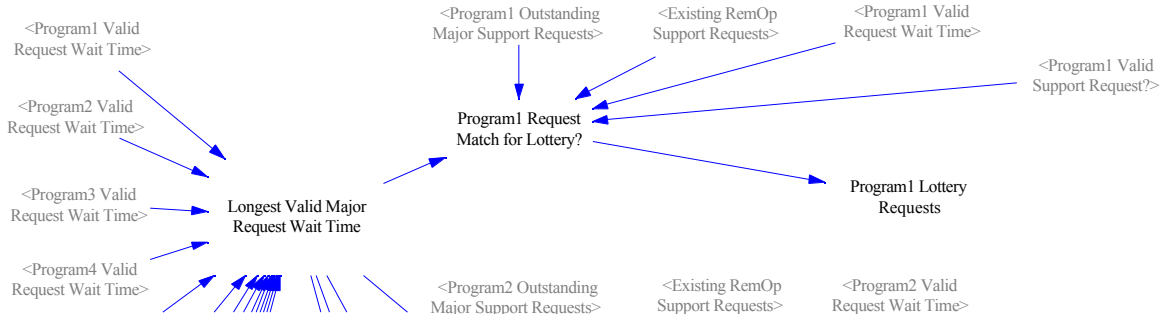 <Program1 Valid
Request Wait Time>
<Program1 Outstanding
Major Support Requests>
<Existing RemOp
Support Requests>
<Program1 Valid
Request Wait Time>
<Program1 Valid
Support Request?>
<Program2 Valid
Request Wait Time>
Program1 Request
Match for Lottery?
<Program3 Valid
Request Wait Time>
Longest Valid Major
Request Wait Time
Program1 Lottery
Requests
<Program4 Valid
Request Wait Time>
<Program2 Outstanding
Major Support Requests>
<Existing RemOp
Support Requests>
<Program2 Valid
Request Wait Time>